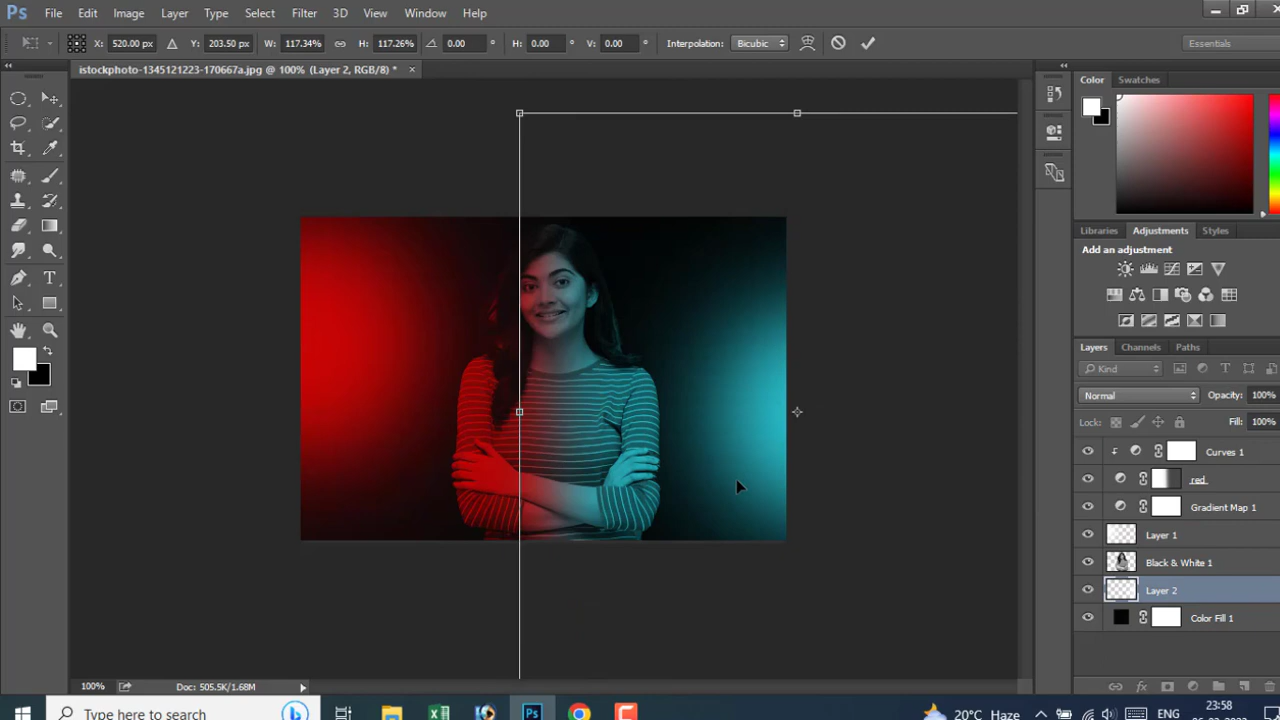 Ps File Edit Image Layer Type Select Filter 3D View Window Help
X: 520.00 px Y: 203.50 px W: 117.34% H: 117.26% 0.00 ° H: 0.00 ° V: 0.00 ° Interpolation: Bicubic Essentials
istockphoto-1345121223-170667a.jpg @ 100% (Layer 2, RGB/8) * ×
Color Swatches
Libraries Adjustments Styles
Add an adjustment
Layers Channels Paths
Kind
Normal Opacity: 100%
Lock: Fill: 100%
Curves 1
red
Gradient Map 1
Layer 1
Black & White 1
Layer 2
Color Fill 1
100% Doc: 505.5K/1.68M
Type here to search
Ps
20°C Haze ENG
23:58